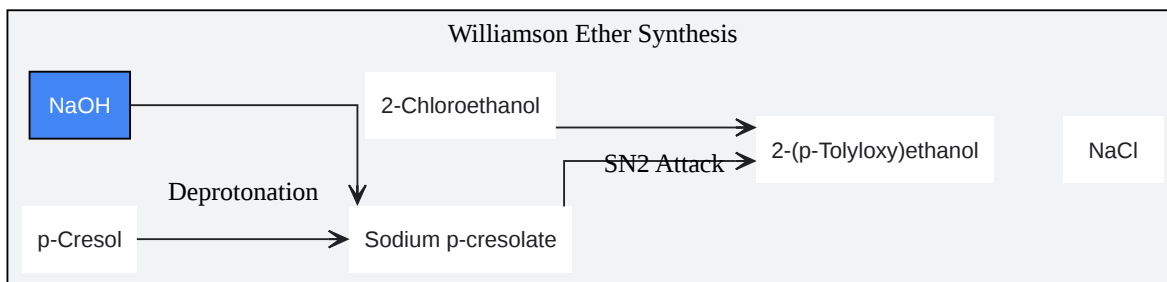 Williamson Ether Synthesis
NaOH
2-Chloroethanol
2-(p-Tolyloxy)ethanol
NaCl
SN2 Attack
Deprotonation
p-Cresol
Sodium p-cresolate